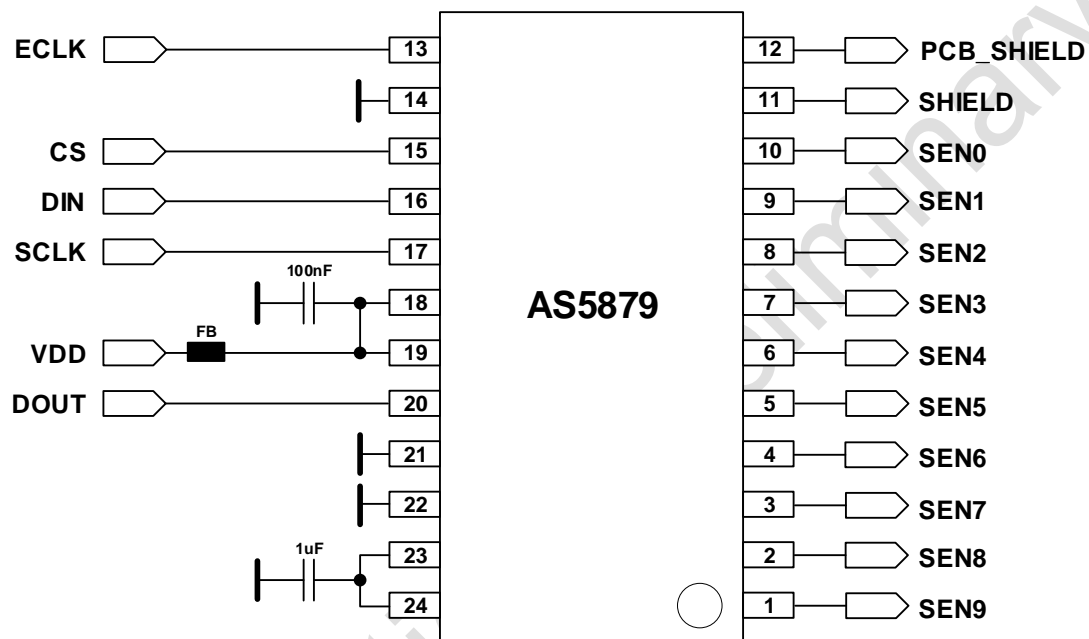 ECLK 13 12 PCB_SHIELD
14 11 SHIELD
CS 15 10 SEN0
DIN 16 9 SEN1
SCLK 17 8 SEN2
100nF
18 AS5879 7 SEN3
FB
VDD 19 6 SEN4
DOUT 20 5 SEN5
21 4 SEN6
22 3 SEN7
1uF
23 2 SEN8
24 1 SEN9